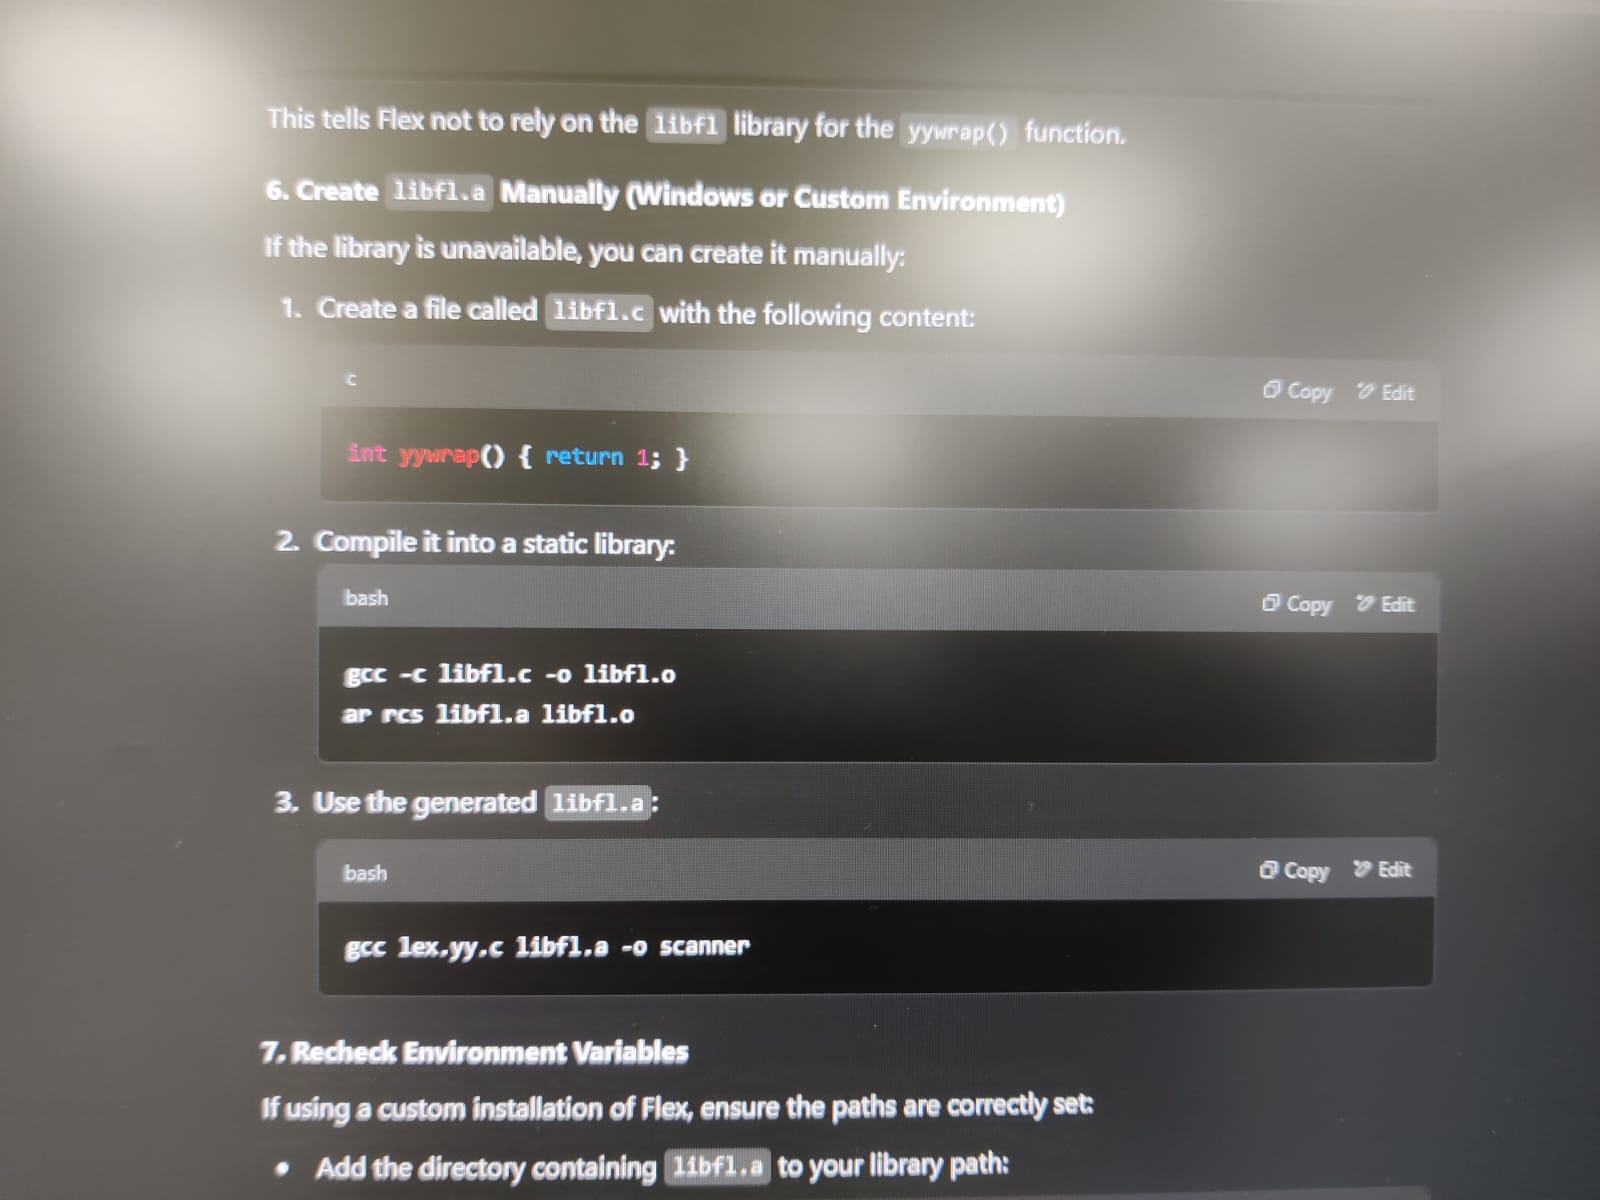 This tells Flex not to rely on the libfl library for the yywrap() function.
6. Create libfl.a Manually (Windows or Custom Environment)
If the library is unavailable, you can create it manually:
1. Create a file called libfl.c with the following content:
c
Copy Edit
int yywrap() { return 1; }
2. Compile it into a static library:
bash
Copy Edit
gcc -c libfl.c -o libfl.o
ar rcs libfl.a libfl.o
3. Use the generated libfl.a:
bash
Copy Edit
gcc lex.yy.c libfl.a -o scanner
7. Recheck Environment Variables
If using a custom installation of Flex, ensure the paths are correctly set:
• Add the directory containing libfl.a to your library path: